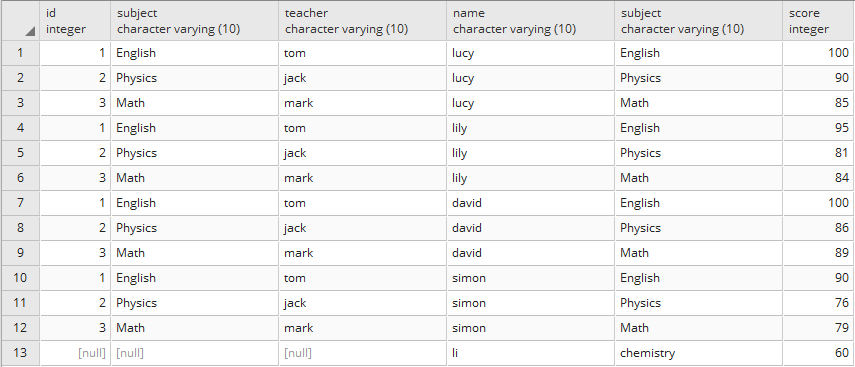 id subject teacher name subject score
integer character varying (10) character varying (10) character varying (10) character varying (10) integer
1 1 English tom lucy English 100
2 2 Physics jack lucy Physics 90
3 3 Math mark lucy Math 85
4 1 English tom lily English 95
5 2 Physics jack lily Physics 81
6 3 Math mark lily Math 84
7 1 English tom david English 100
8 2 Physics jack david Physics 86
9 3 Math mark david Math 89
10 1 English tom simon English 90
11 2 Physics jack simon Physics 76
12 3 Math mark simon Math 79
13 [null] [null] [null] li chemistry 60